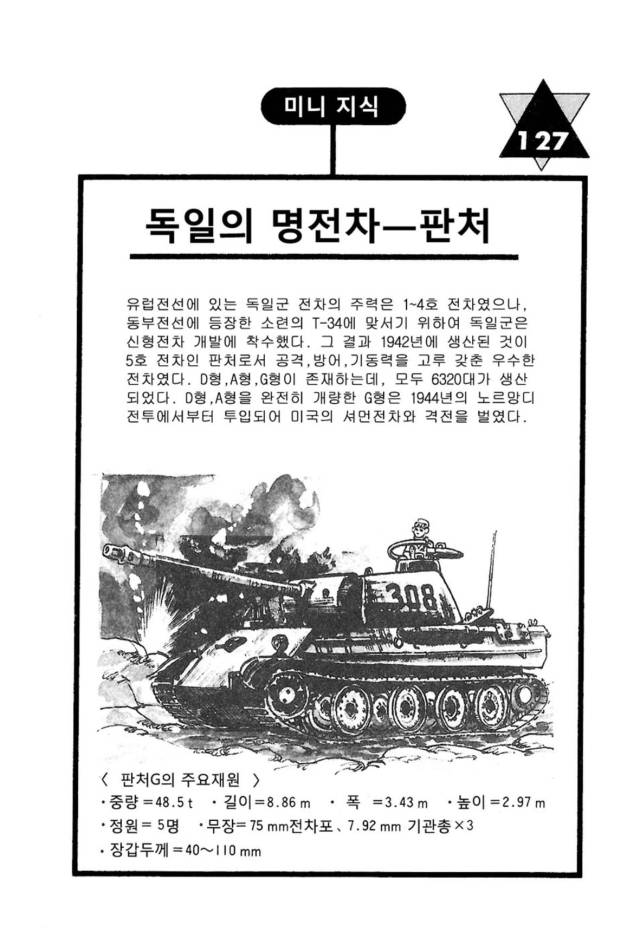 미니 지식
127
독일의 명전차—판처
유럽전선에 있는 독일군 전차의 주력은 1~4호 전차였으나,
동부전선에 등장한 소련의 T-34에 맞서기 위하여 독일군은
신형전차 개발에 착수했다. 그 결과 1942년에 생산된 것이
5호 전차인 판처로서 공격,방어,기동력을 고루 갖춘 우수한
전차였다. D형,A형,G형이 존재하는데, 모두 6320대가 생산
되었다. D형,A형을 완전히 개량한 G형은 1944년의 노르망디
전투에서부터 투입되어 미국의 셔먼전차와 격전을 벌였다.
308
〈 판처G의 주요재원 〉
·중량=48.5t ·길이=8.86m ·폭 =3.43m ·높이=2.97m
·정원= 5명 ·무장=75mm전차포、7.92mm 기관총×3
·장갑두께=40～110mm